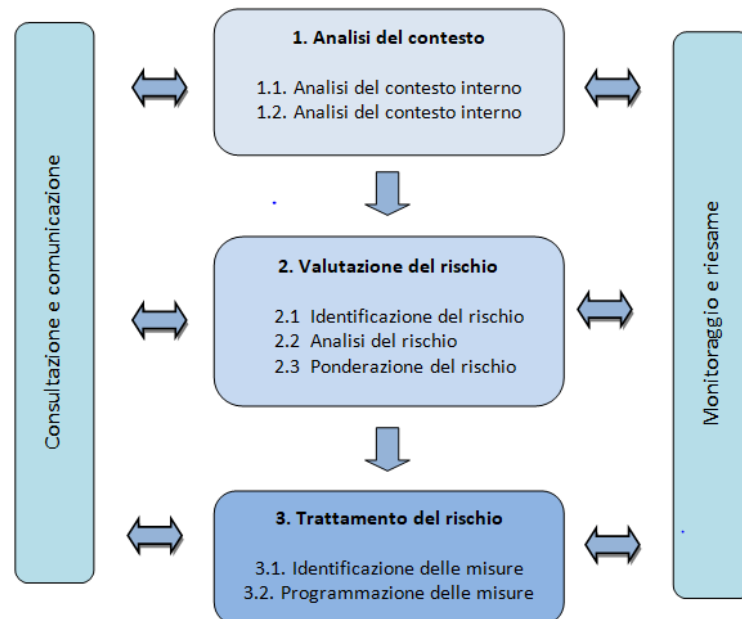 Consultazione e comunicazione
1. Analisi del contesto
1.1. Analisi del contesto interno
1.2. Analisi del contesto interno
2. Valutazione del rischio
2.1 Identificazione del rischio
2.2 Analisi del rischio
2.3 Ponderazione del rischio
3. Trattamento del rischio
3.1. Identificazione delle misure
3.2. Programmazione delle misure
Monitoraggio e riesame